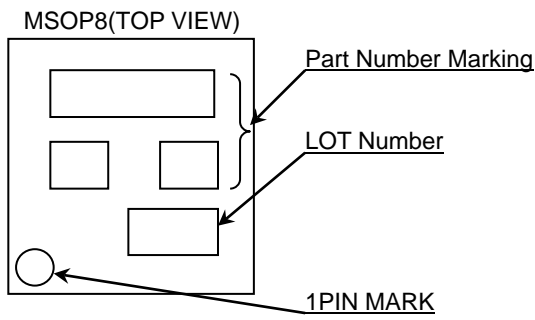 MSOP8(TOP VIEW)
Part Number Marking
LOT Number
1PIN MARK